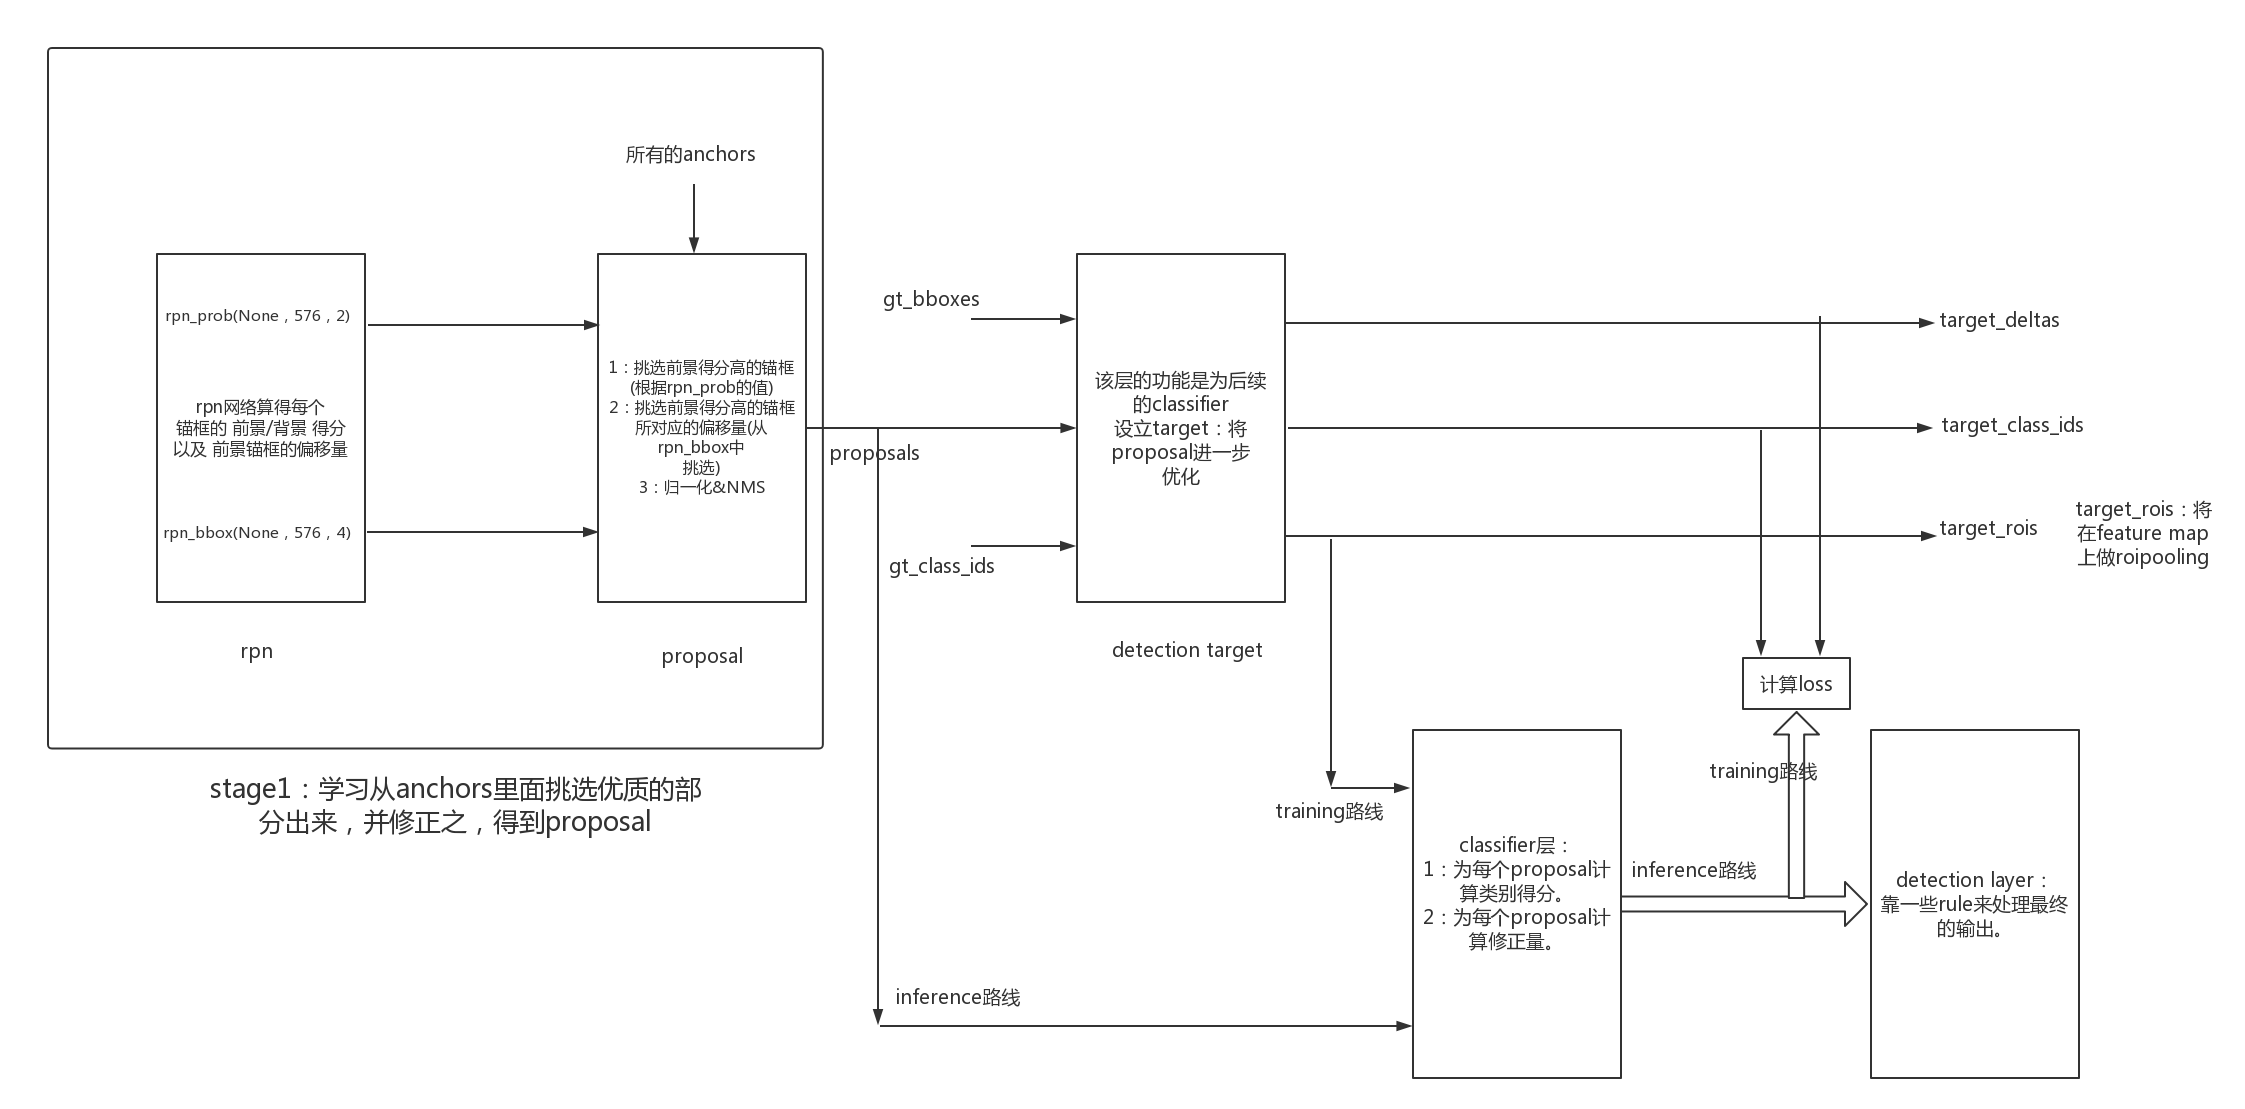 所有的anchors
rpn_prob(None，576，2)
rpn网络算得每个
锚框的 前景/背景 得分
以及 前景锚框的偏移量
rpn_bbox(None，576，4)
rpn
1：挑选前景得分高的锚框
(根据rpn_prob的值)
2：挑选前景得分高的锚框
所对应的偏移量(从
rpn_bbox中
挑选)
3：归一化&NMS
proposal
stage1：学习从anchors里面挑选优质的部
分出来，并修正之，得到proposal
gt_bboxes
proposals
gt_class_ids
该层的功能是为后续
的classifier
设立target：将
proposal进一步
优化
detection target
target_deltas
target_class_ids
target_rois
target_rois：将
在feature map
上做roipooling
计算loss
training路线
training路线
classifier层：
1：为每个proposal计
算类别得分。
2：为每个proposal计
算修正量。
inference路线
detection layer：
靠一些rule来处理最终
的输出。
inference路线